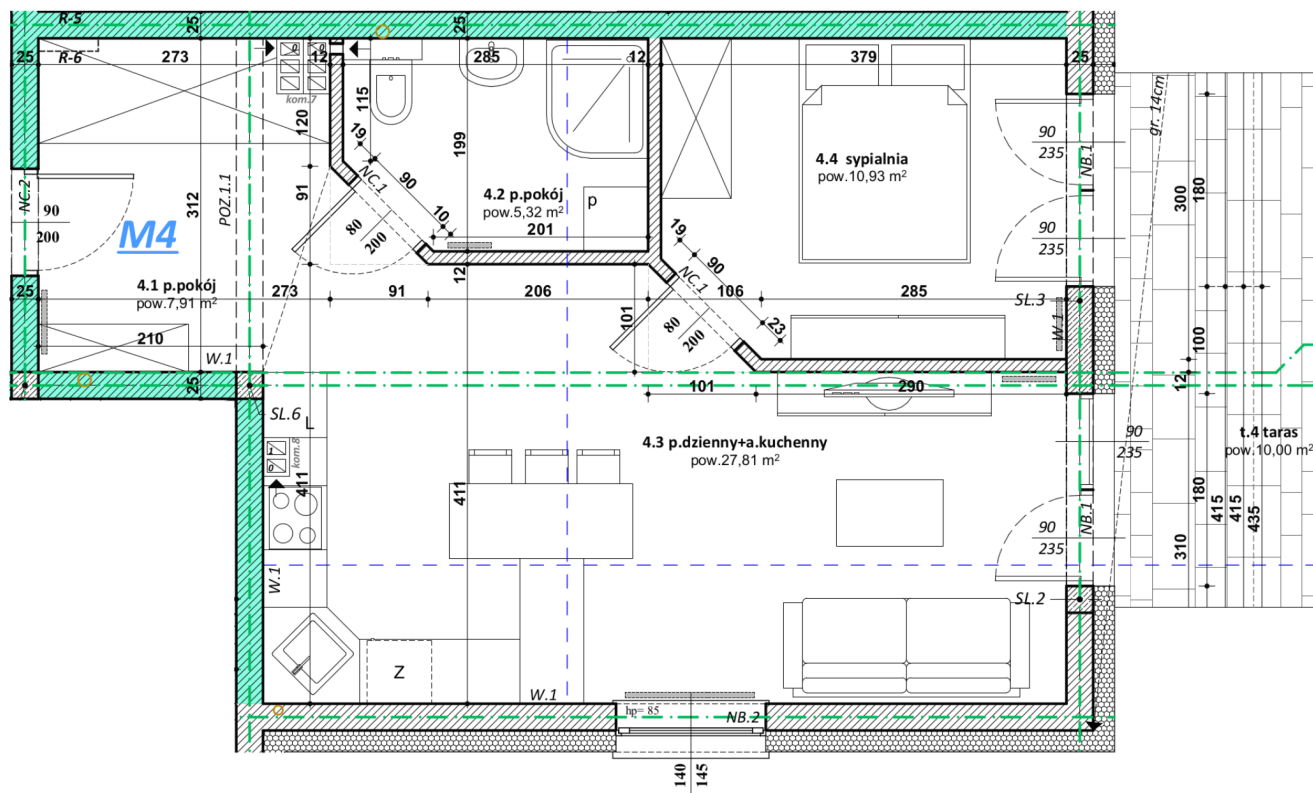 R-5
25
25
25
R-6
273
12
285
12
379
25
kom.7
0
0
120
115
19
199
90
NC.1
10
4.2 p.pokój
pow.5,32 m²
p
201
4.4 sypialnia
pow.10,93 m²
90
235
NB.1
90
235
gr. 14cm
300
180
NC.2
90
200
M4
312
POZ.1.1
91
80
200
12
4.1 p.pokój
pow.7,91 m²
25
273
91
206
106
285
19
90
NC.1
80
200
23
101
SL.3
W.1
100
210
W.1
25
101
290
12
SL.6
L
kom.8
1
0
411
411
4.3 p.dzienny+a.kuchenny
pow.27,81 m²
90
235
t.4 taras
pow.10,00 m²
180
415
415
435
NB.1
90
235
310
W.1
SL.2
Z
W.1
hp= 85
NB.2
140
145